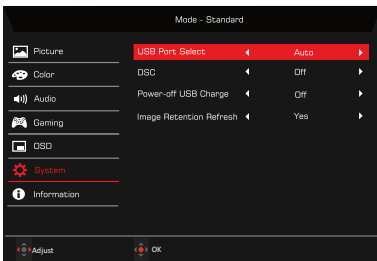 Mode - Standard
Picture
Color
Audio
Gaming
OSD
System
Information
USB Port Select Auto
DSC Off
Power-off USB Charge Off
Image Retention Refresh Yes
Adjust OK